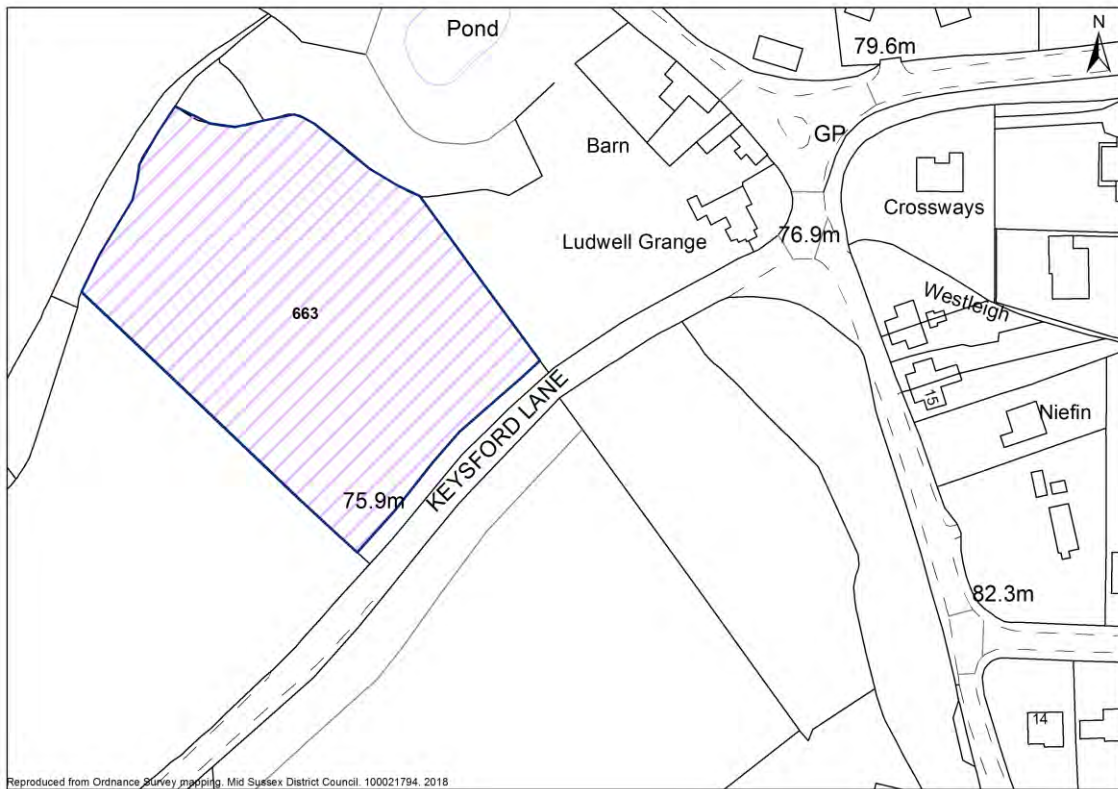 Pond
79.6m
N
GP
Barn
Crossways
Ludwell Grange
76.9m
Westleigh
663
15
KEYSFORD LANE
Niefin
75.9m
82.3m
14
Reproduced from Ordnance Survey mapping. Mid Sussex District Council. 100021794. 2018